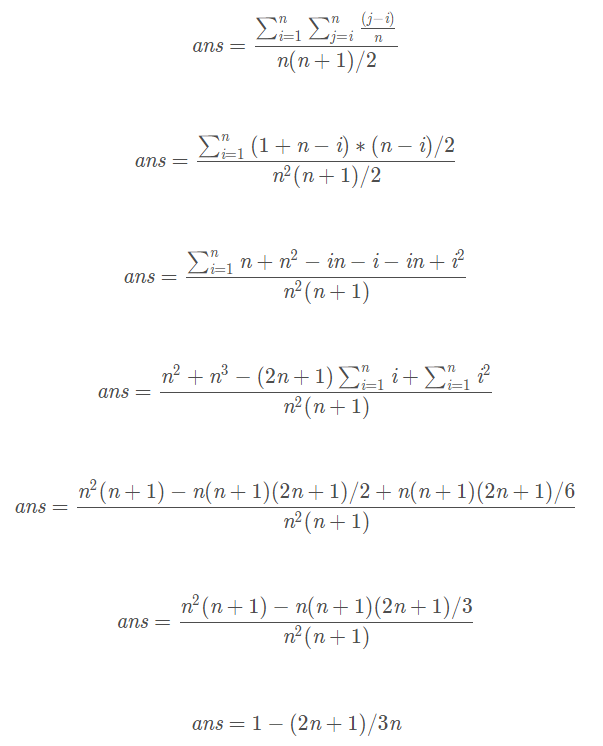 $ans = \frac{\sum_{i=1}^{n} \sum_{j=i}^{n} \frac{(j-i)}{n}}{n(n+1)/2}$
$ans = \frac{\sum_{i=1}^{n} (1+n-i)*(n-i)/2}{n^2(n+1)/2}$
$ans = \frac{\sum_{i=1}^{n} n+n^2-in-i-in+i^2}{n^2(n+1)}$
$ans = \frac{n^2+n^3-(2n+1)\sum_{i=1}^{n} i+\sum_{i=1}^{n} i^2}{n^2(n+1)}$
$ans = \frac{n^2(n+1)-n(n+1)(2n+1)/2+n(n+1)(2n+1)/6}{n^2(n+1)}$
$ans = \frac{n^2(n+1)-n(n+1)(2n+1)/3}{n^2(n+1)}$
$ans = 1-(2n+1)/3n$